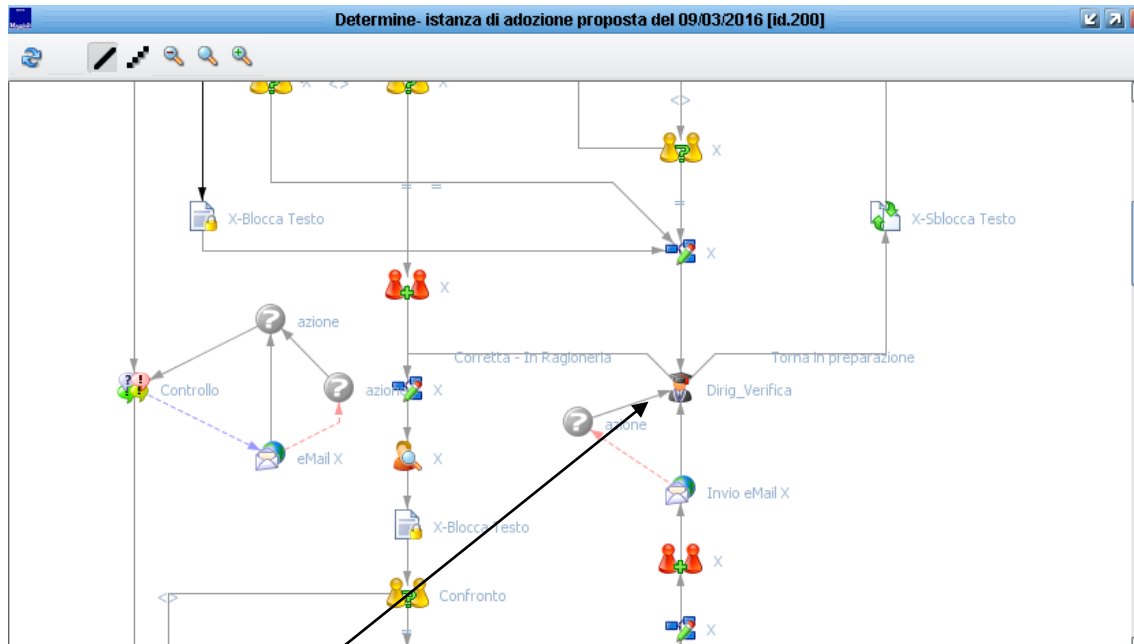 Determine- istanza di adozione proposta del 09/03/2016 [id.200]
X <> X
<>
X
= =
=
X-Blocca Testo
X-Sblocca Testo
X
X
azione
Corretta - In Ragioneria
Torna in preparazione
Controllo
azione
X
Dirig_Verifica
azione
eMail X
X
Invio eMail X
X-Blocca Testo
X
<>
Confronto
=
X